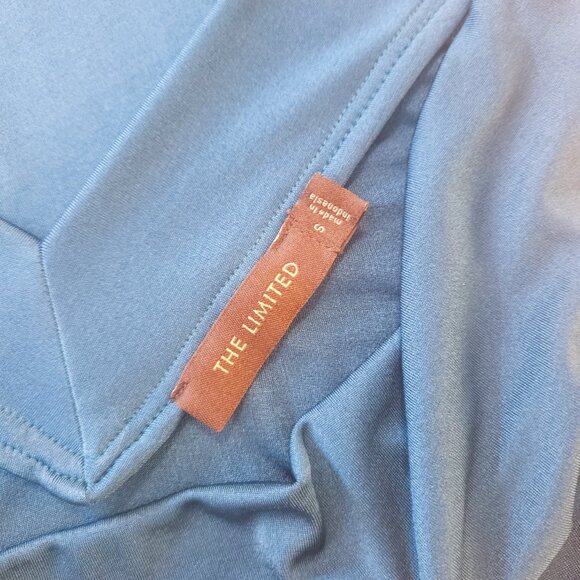 THE LIMITED
S
made in
indonesia